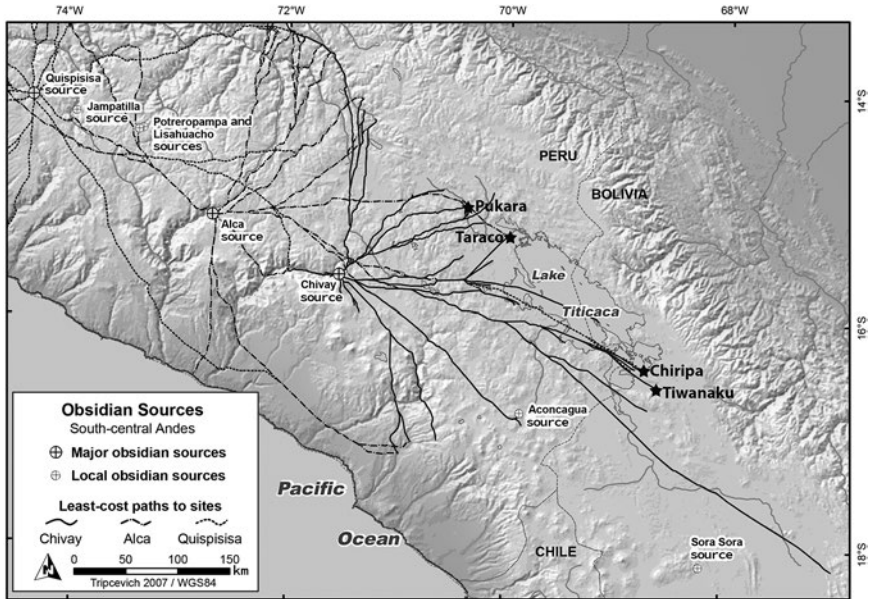 74°W
72°W
70°W
68°W
Quispisisa
source
Jampatilla
source
Potreropampa and
Lisahuacho
sources
14°S
PERU
BOLIVIA
Pukara
Alca
source
Taraco
Chivay
source
Lake
Titicaca
16°S
Chiripa
Tiwanaku
Aconcagua
source
Obsidian Sources
South-central Andes
Major obsidian sources
Local obsidian sources
Least-cost paths to sites
Chivay Alca Quispisisa
0 50 100 150
km
N
Tripcevich 2007 / WGS84
Pacific
Ocean
CHILE
Sora Sora
source
18°S